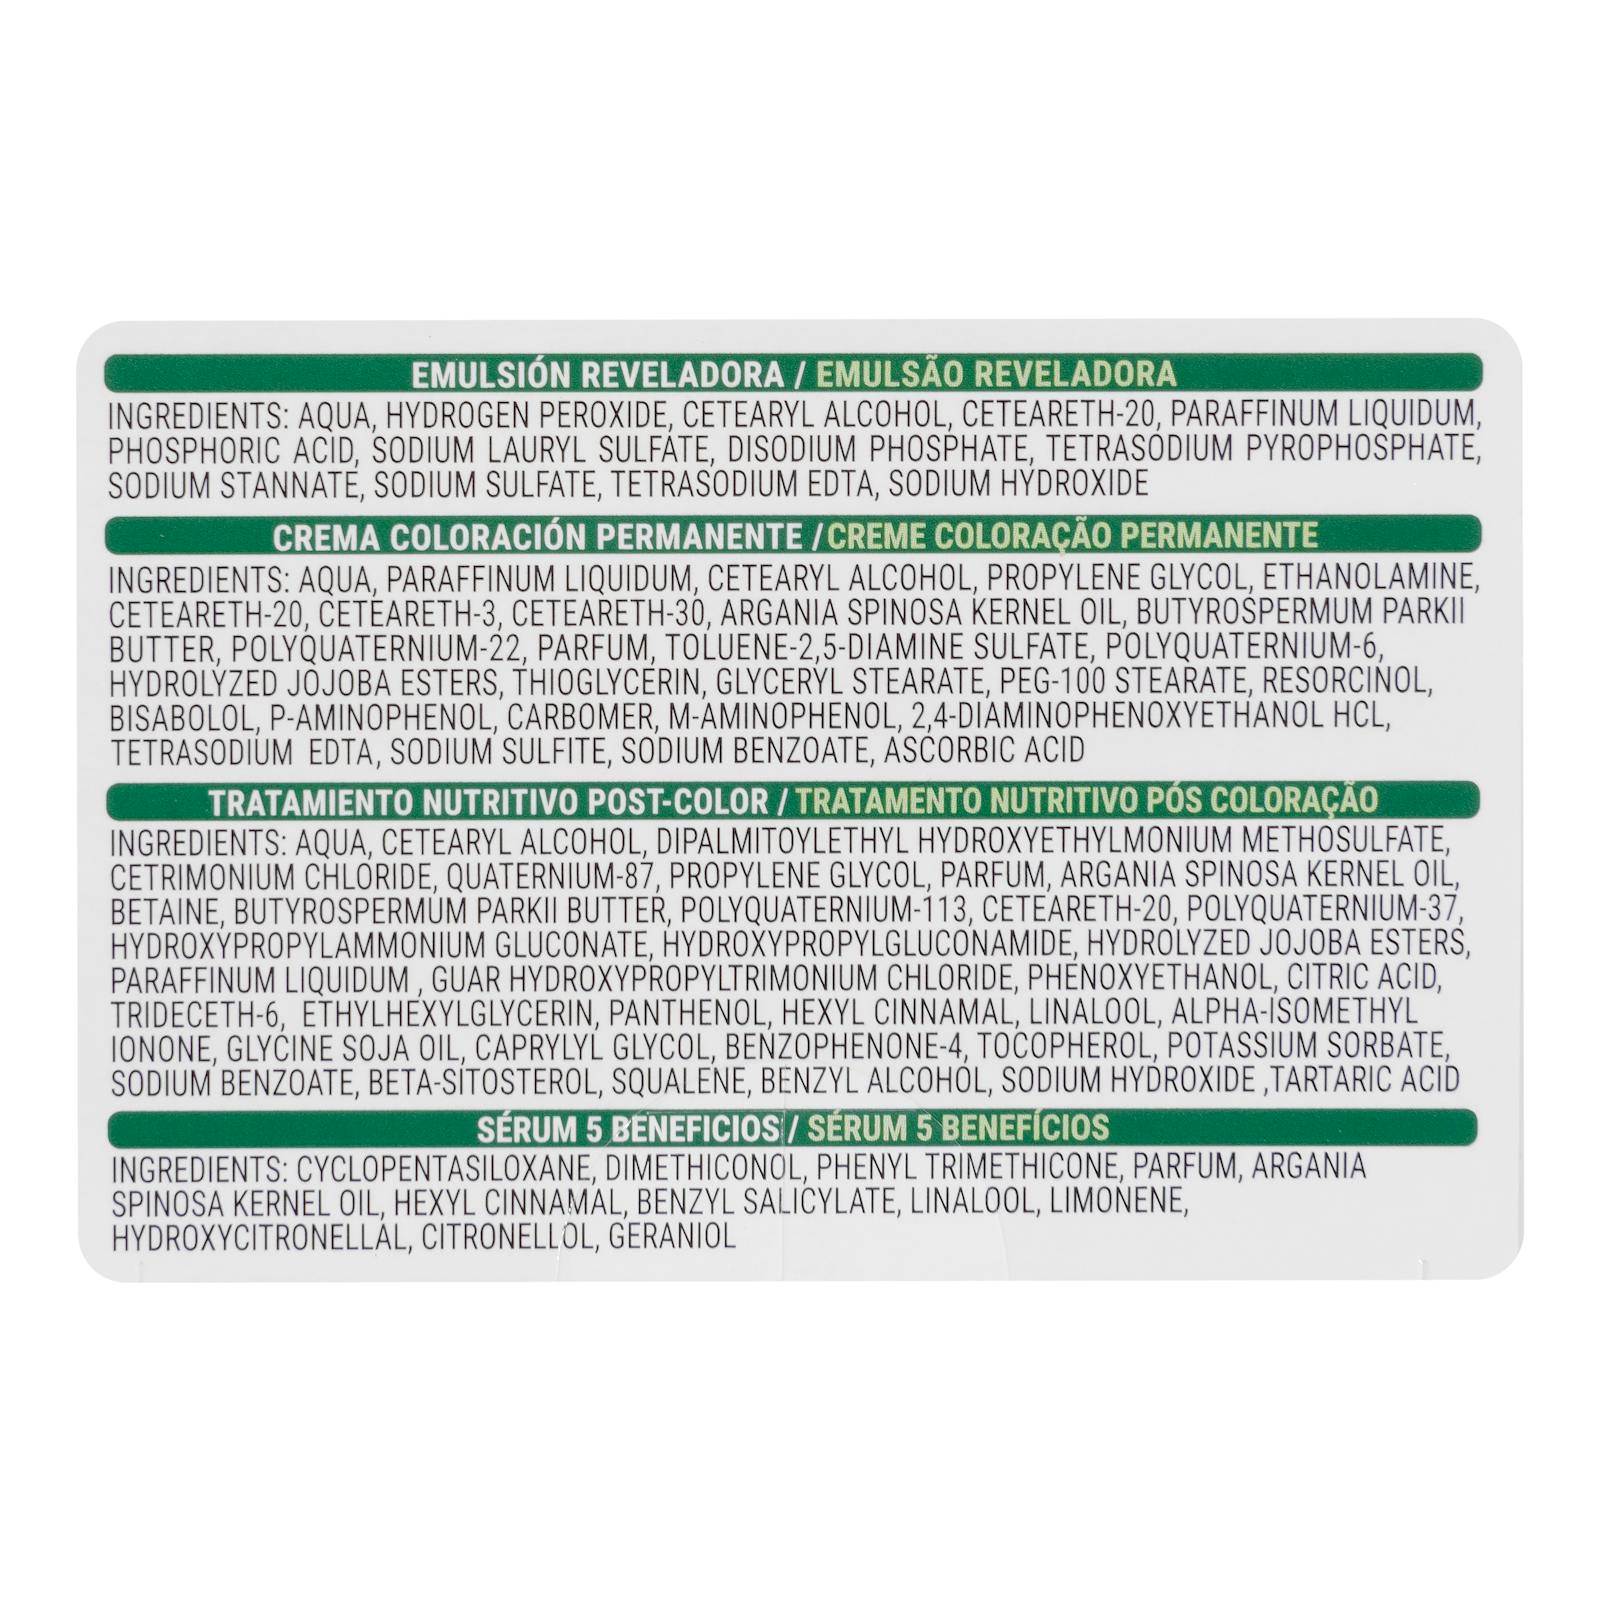 EMULSIÓN REVELADORA / EMULSÃO REVELADORA
INGREDIENTS: AQUA, HYDROGEN PEROXIDE, CETEARYL ALCOHOL, CETEARETH-20, PARAFFINUM LIQUIDUM,
PHOSPHORIC ACID, SODIUM LAURYL SULFATE, DISODIUM PHOSPHATE, TETRASODIUM PYROPHOSPHATE,
SODIUM STANNATE, SODIUM SULFATE, TETRASODIUM EDTA, SODIUM HYDROXIDE
CREMA COLORACIÓN PERMANENTE / CREME COLORAÇÃO PERMANENTE
INGREDIENTS: AQUA, PARAFFINUM LIQUIDUM, CETEARYL ALCOHOL, PROPYLENE GLYCOL, ETHANOLAMINE,
CETEARETH-20, CETEARETH-3, CETEARETH-30, ARGANIA SPINOSA KERNEL OIL, BUTYROSPERMUM PARKII
BUTTER, POLYQUATERNIUM-22, PARFUM, TOLUENE-2,5-DIAMINE SULFATE, POLYQUATERNIUM-6,
HYDROLYZED JOJOBA ESTERS, THIOGLYCERIN, GLYCERYL STEARATE, PEG-100 STEARATE, RESORCINOL,
BISABOLOL, P-AMINOPHENOL, CARBOMER, M-AMINOPHENOL, 2,4-DIAMINOPHENOXYETHANOL HCL,
TETRASODIUM EDTA, SODIUM SULFITE, SODIUM BENZOATE, ASCORBIC ACID
TRATAMIENTO NUTRITIVO POST-COLOR / TRATAMENTO NUTRITIVO PÓS COLORAÇÃO
INGREDIENTS: AQUA, CETEARYL ALCOHOL, DIPALMITOYLETHYL HYDROXYETHYLMONIUM METHOSULFATE,
CETRIMONIUM CHLORIDE, QUATERNIUM-87, PROPYLENE GLYCOL, PARFUM, ARGANIA SPINOSA KERNEL OIL,
BETAINE, BUTYROSPERMUM PARKII BUTTER, POLYQUATERNIUM-113, CETEARETH-20, POLYQUATERNIUM-37,
HYDROXYPROPYLAMMONIUM GLUCONATE, HYDROXYPROPYLGLUCONAMIDE, HYDROLYZED JOJOBA ESTERS,
PARAFFINUM LIQUIDUM , GUAR HYDROXYPROPYLTRIMONIUM CHLORIDE, PHENOXYETHANOL, CITRIC ACID,
TRIDECETH-6, ETHYLHEXYLGLYCERIN, PANTHENOL, HEXYL CINNAMAL, LINALOOL, ALPHA-ISOMETHYL
IONONE, GLYCINE SOJA OIL, CAPRYLYL GLYCOL, BENZOPHENONE-4, TOCOPHEROL, POTASSIUM SORBATE,
SODIUM BENZOATE, BETA-SITOSTEROL, SQUALENE, BENZYL ALCOHOL, SODIUM HYDROXIDE ,TARTARIC ACID
SÉRUM 5 BENEFICIOS / SÉRUM 5 BENEFÍCIOS
INGREDIENTS: CYCLOPENTASILOXANE, DIMETHICONOL, PHENYL TRIMETHICONE, PARFUM, ARGANIA
SPINOSA KERNEL OIL, HEXYL CINNAMAL, BENZYL SALICYLATE, LINALOOL, LIMONENE,
HYDROXYCITRONELLAL, CITRONELLOL, GERANIOL